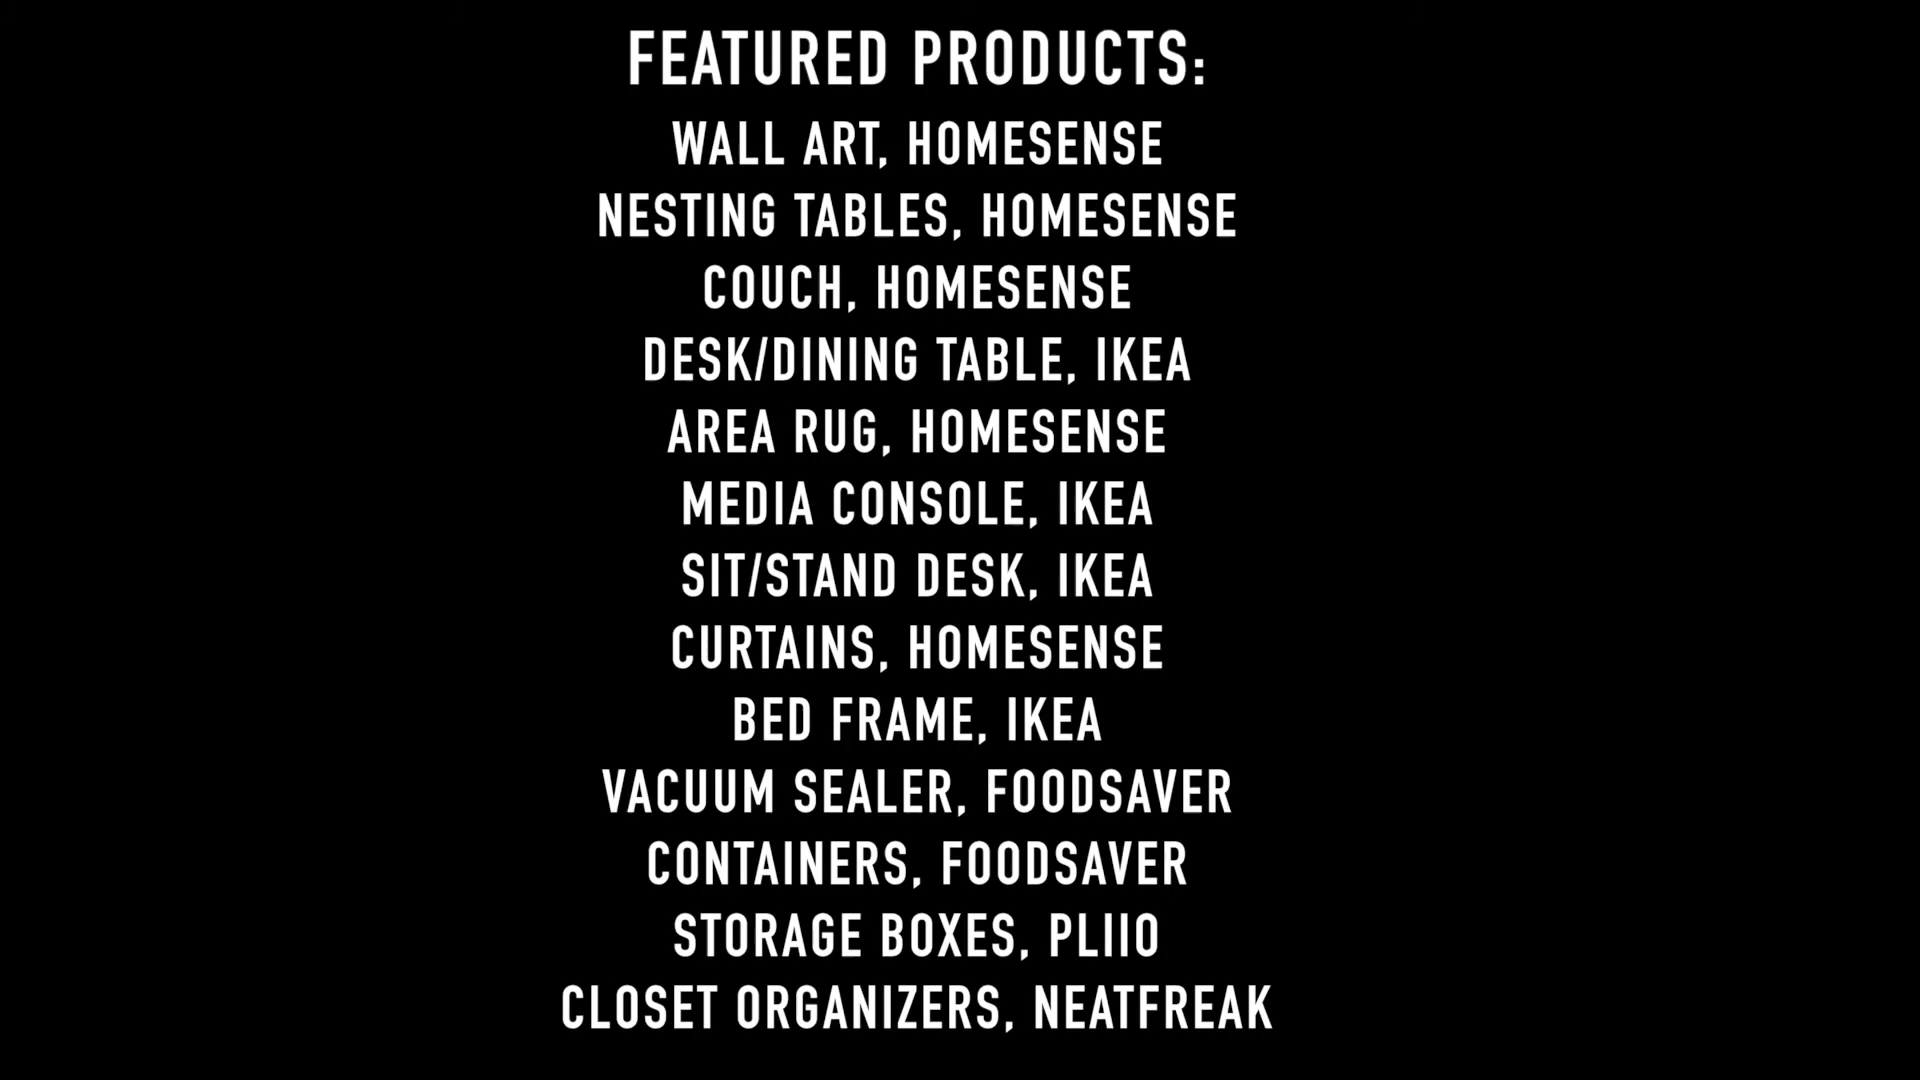 FEATURED PRODUCTS:
WALL ART, HOMESENSE
NESTING TABLES, HOMESENSE
COUCH, HOMESENSE
DESK/DINING TABLE, IKEA
AREA RUG, HOMESENSE
MEDIA CONSOLE, IKEA
SIT/STAND DESK, IKEA
CURTAINS, HOMESENSE
BED FRAME, IKEA
VACUUM SEALER, FOODSAVER
CONTAINERS, FOODSAVER
STORAGE BOXES, PLIIO
CLOSET ORGANIZERS, NEATFREAK